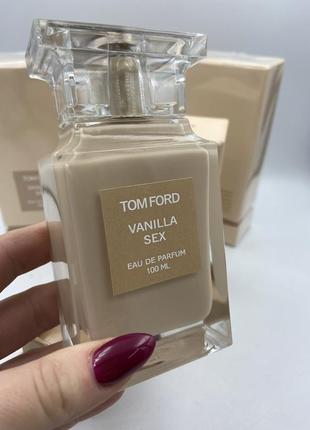 TOM FORD
VANILLA
SEX
EAU DE PARFUM
100 ML